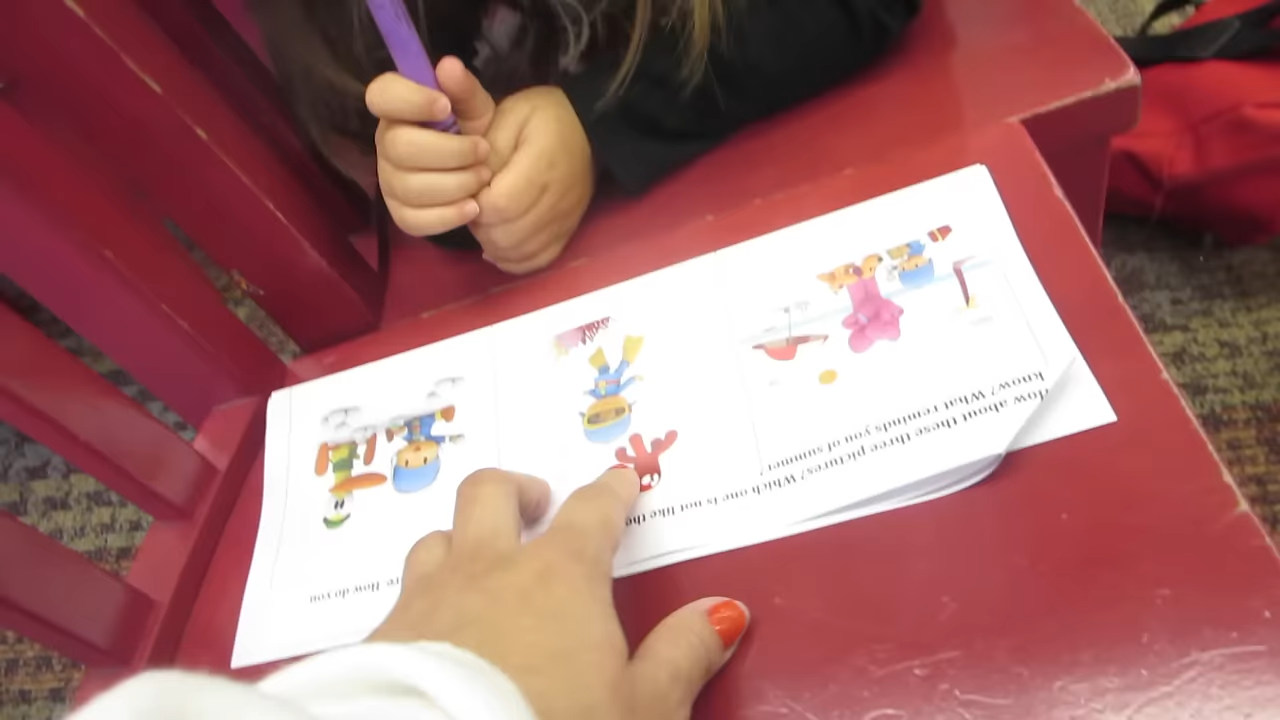 How about these three pictures? Which one is not like the
re. How do you
know? What reminds you of summer?